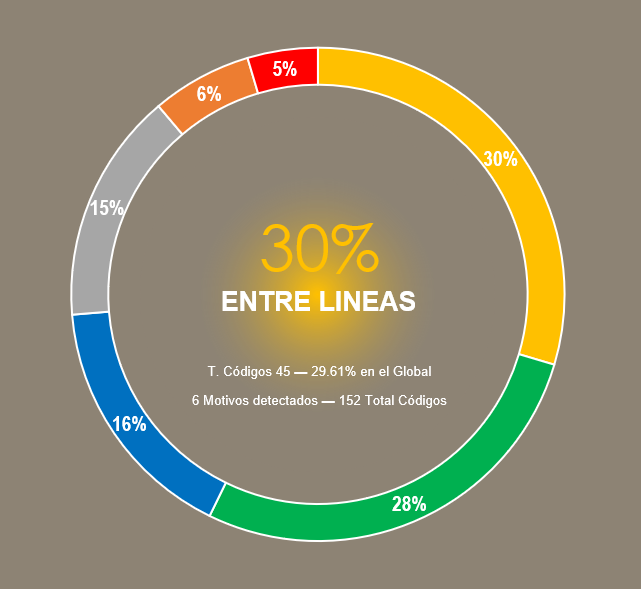 5%
6%
30%
15%
30%
ENTRE LINEAS
T. Códigos 45 — 29.61% en el Global
6 Motivos detectados — 152 Total Códigos
16%
28%